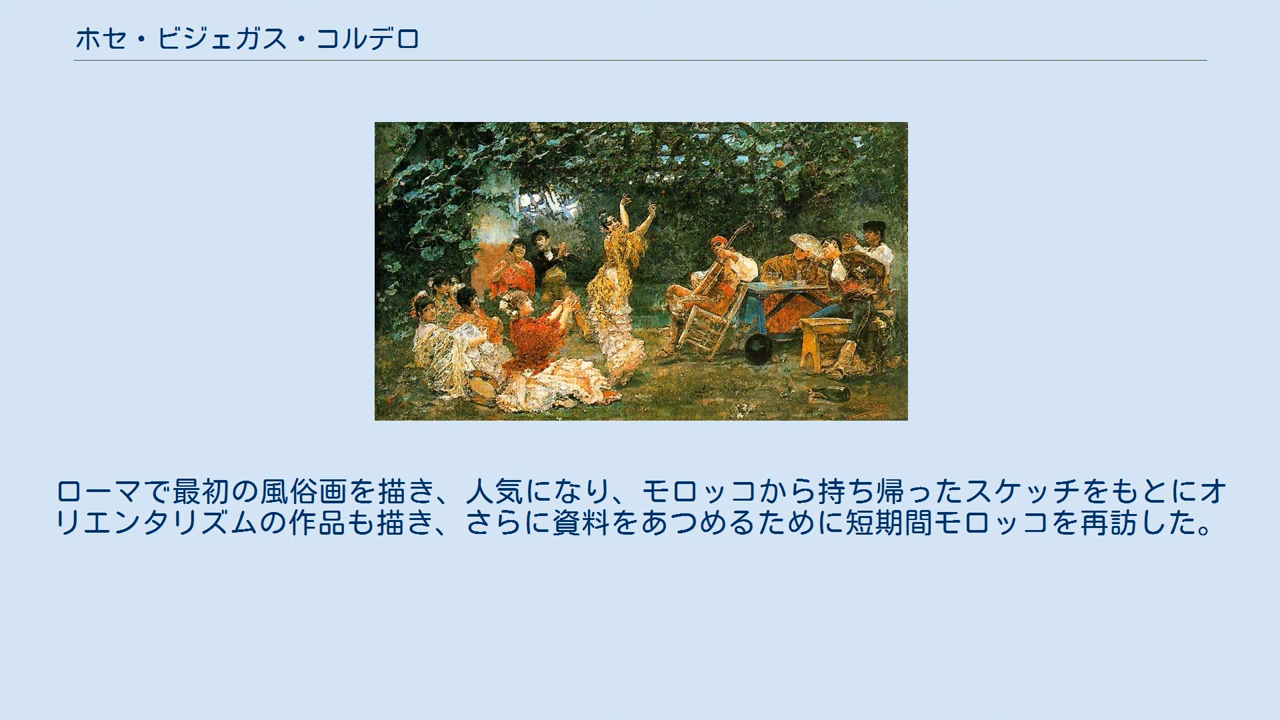 ホセ・ビジェガス・コルデロ
ローマで最初の風俗画を描き、人気になり、モロッコから持ち帰ったスケッチをもとにオ
リエンタリズムの作品も描き、さらに資料をあつめるために短期間モロッコを再訪した。